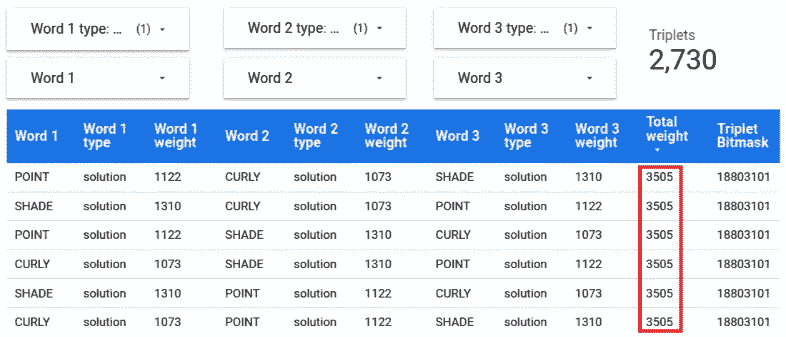 Word 1 type: ... (1) Word 2 type: ... (1) Word 3 type: ... (1) Triplets
2,730
Word 1 Word 2 Word 3
Word 1 Word 1 type Word 1 weight Word 2 Word 2 type Word 2 weight Word 3 Word 3 type Word 3 weight Total weight Triplet Bitmask
POINT solution 1122 CURLY solution 1073 SHADE solution 1310 3505 18803101
SHADE solution 1310 CURLY solution 1073 POINT solution 1122 3505 18803101
POINT solution 1122 SHADE solution 1310 CURLY solution 1073 3505 18803101
CURLY solution 1073 SHADE solution 1310 POINT solution 1122 3505 18803101
SHADE solution 1310 POINT solution 1122 CURLY solution 1073 3505 18803101
CURLY solution 1073 POINT solution 1122 SHADE solution 1310 3505 18803101